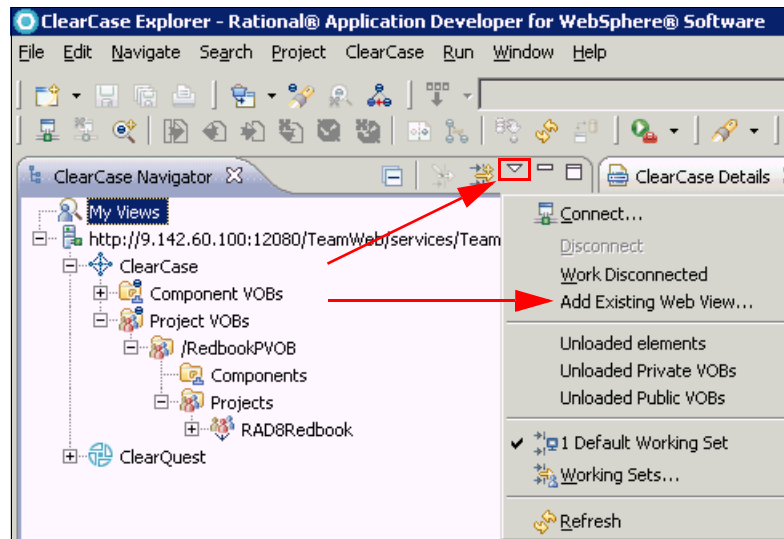 ClearCase Explorer - Rational® Application Developer for WebSphere® Software
File Edit Navigate Search Project ClearCase Run Window Help
ClearCase Navigator
ClearCase Details
My Views
http://9.142.60.100:12080/TeamWeb/services/Team
ClearCase
Component VOBs
Project VOBs
/RedbookPVOB
Components
Projects
RAD8Redbook
ClearQuest
Connect...
Disconnect
Work Disconnected
Add Existing Web View...
Unloaded elements
Unloaded Private VOBs
Unloaded Public VOBs
1 Default Working Set
Working Sets...
Refresh